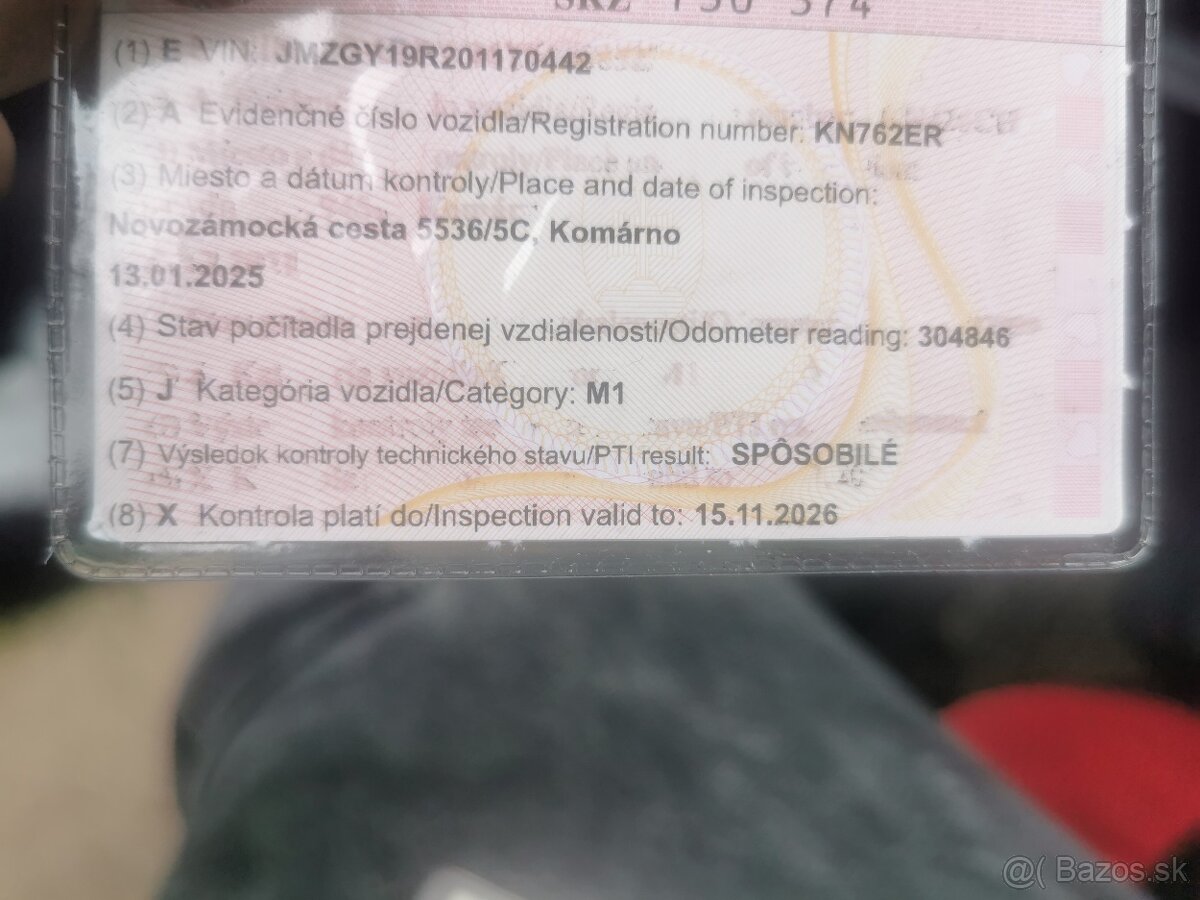 SKZ 750 374
(1) E VIN: JMZGY19R201170442
(2) A Evidenčné číslo vozidla/Registration number: KN762ER
(3) Miesto a dátum kontroly/Place and date of inspection:
Novozámocká cesta 5536/5C, Komárno
13.01.2025
(4) Stav počítadla prejdenej vzdialenosti/Odometer reading: 304846
(5) J Kategória vozidla/Category: M1
(7) Výsledok kontroly technického stavu/PTI result: SPÔSOBILÉ
(8) X Kontrola platí do/Inspection valid to: 15.11.2026
@( Bazos.sk